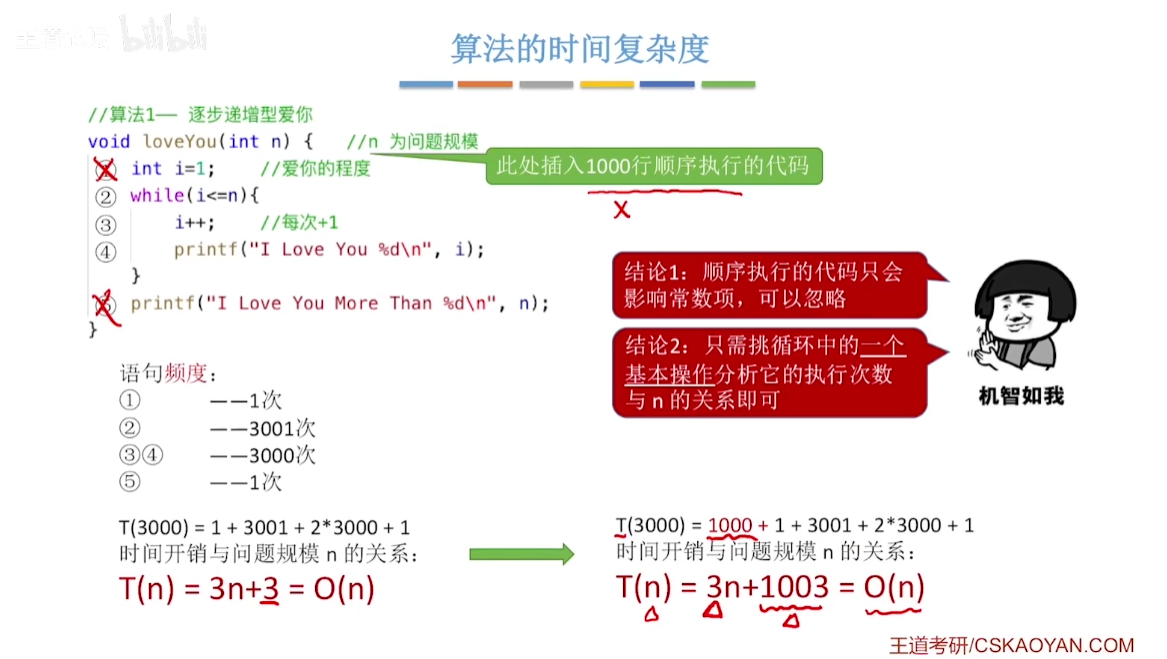 王道论坛 bilibili
算法的时间复杂度
//算法1—— 逐步递增型爱你
void loveYou(int n) { //n 为问题规模
① int i=1; //爱你的程度
② while(i<=n){
③ i++; //每次+1
④ printf("I Love You %d\n", i);
}
⑤ printf("I Love You More Than %d\n", n);
}
此处插入1000行顺序执行的代码
x
结论1：顺序执行的代码只会
影响常数项，可以忽略
结论2：只需挑循环中的一个
基本操作分析它的执行次数
与 n 的关系即可
机智如我
语句频度：
① ——1次
② ——3001次
③④ ——3000次
⑤ ——1次
T(3000) = 1 + 3001 + 2*3000 + 1
时间开销与问题规模 n 的关系：
T(n) = 3n+3 = O(n)
T(3000) = 1000 + 1 + 3001 + 2*3000 + 1
时间开销与问题规模 n 的关系：
T(n) = 3n+1003 = O(n)
王道考研/CSKAOYAN.COM